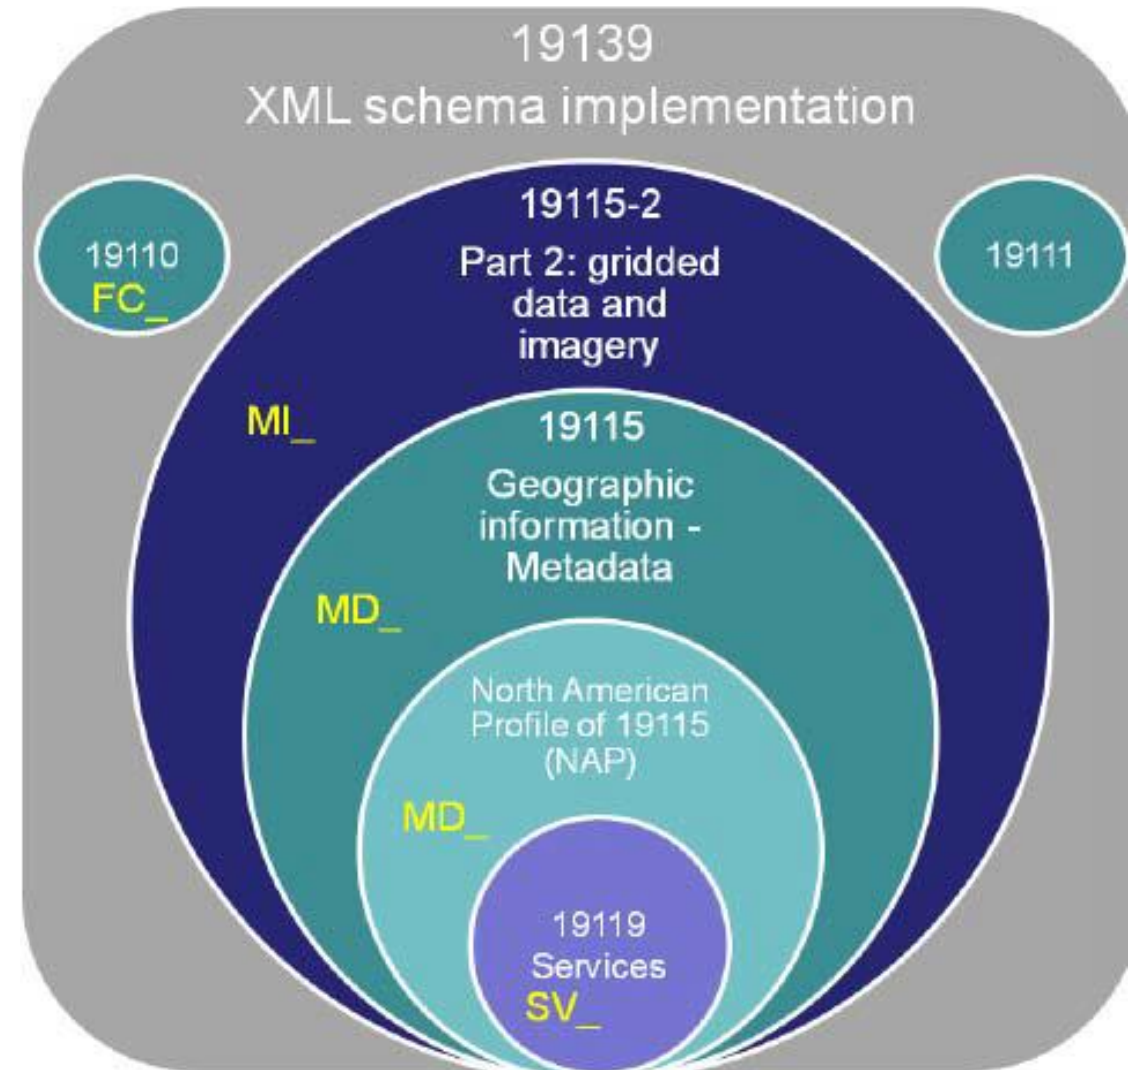 19139
XML schema implementation
19110
FC_
19111
19115-2
Part 2: gridded
data and
imagery
MI_
19115
Geographic
information -
Metadata
MD_
North American
Profile of 19115
(NAP)
MD_
19119
Services
SV_